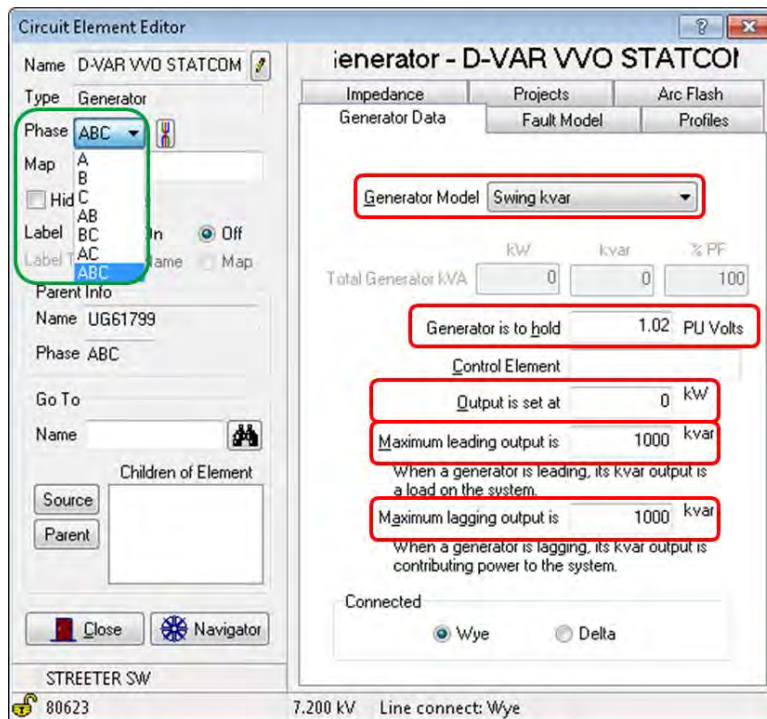 Circuit Element Editor
Name D-VAR VVO STATCOM
Type Generator
Phase ABC
A
B
C
AB
BC
AC
ABC
Map
Hid
Label On Off
Label T Name Map
Parent Info
Name UG61799
Phase ABC
Go To
Name
Children of Element
Source
Parent
Close Navigator
STREETER SW
80623
Generator - D-VAR VVO STATCOM
Impedance Projects Arc Flash
Generator Data Fault Model Profiles
Generator Model Swing kvar
kW kvar % PF
Total Generator kVA 0 0 100
Generator is to hold 1.02 PU Volts
Control Element
Output is set at 0 kW
Maximum leading output is 1000 kvar
When a generator is leading, its kvar output is
a load on the system.
Maximum lagging output is 1000 kvar
When a generator is lagging, its kvar output is
contributing power to the system.
Connected
Wye Delta
7.200 kV Line connect: Wye